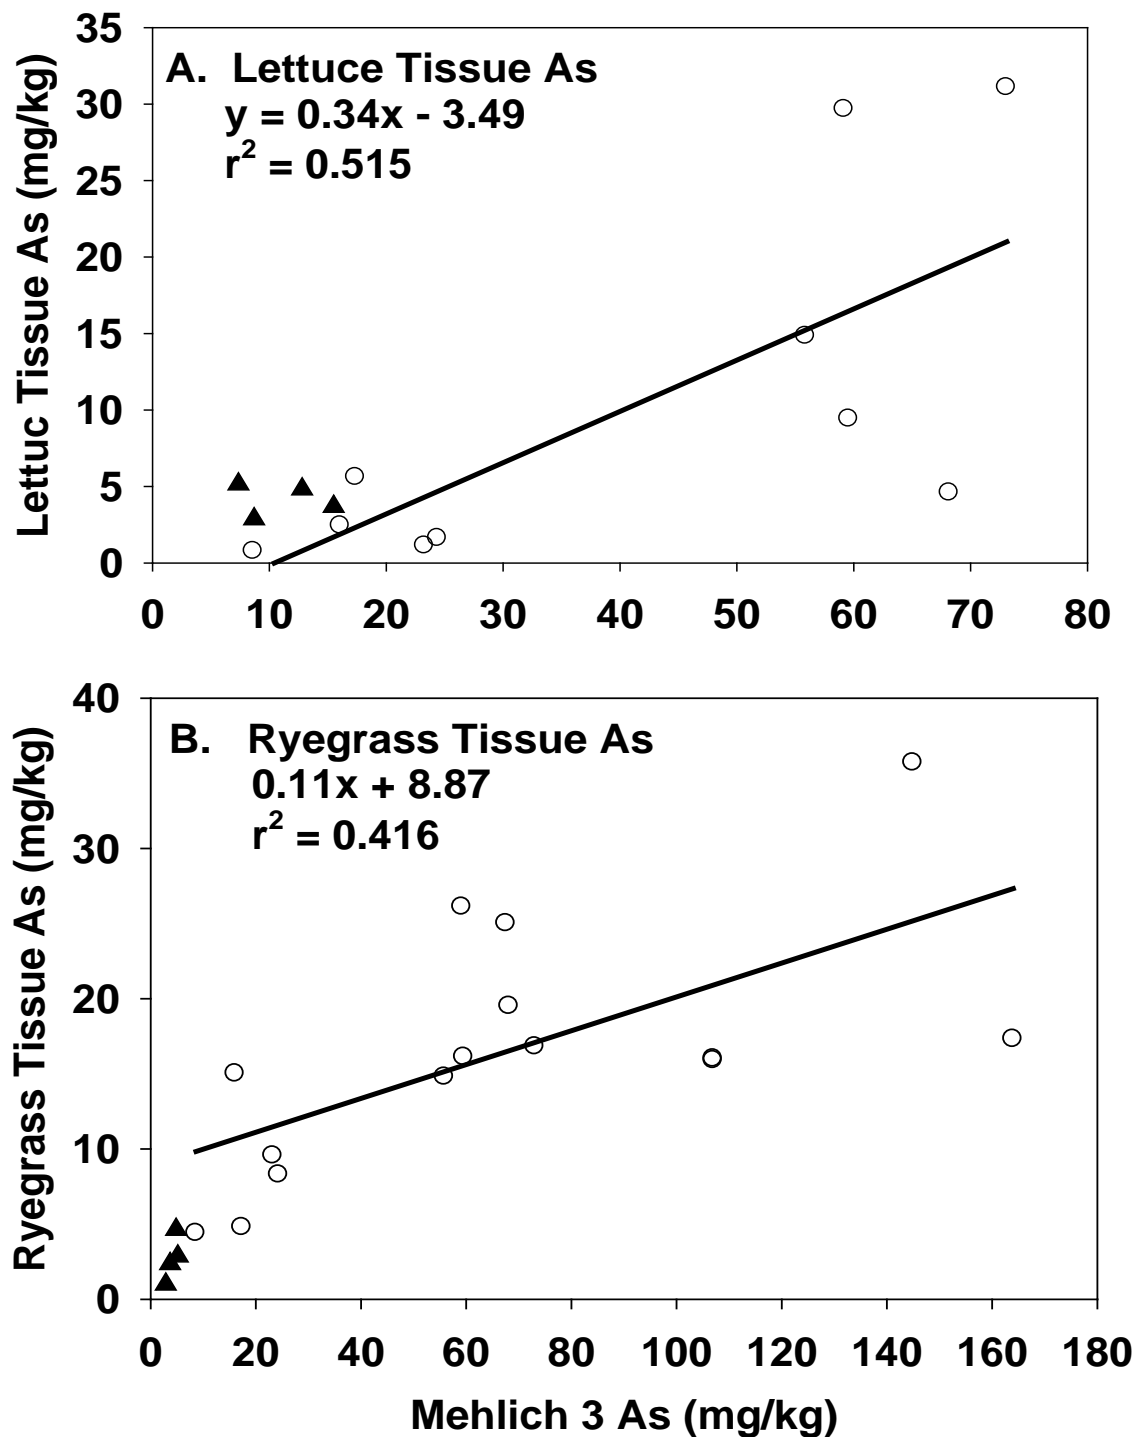 A. Lettuce Tissue As
y = 0.34x - 3.49
r² = 0.515
Lettuc Tissue As (mg/kg)
35
30
25
20
15
10
5
0
0 10 20 30 40 50 60 70 80
B. Ryegrass Tissue As
0.11x + 8.87
r² = 0.416
Ryegrass Tissue As (mg/kg)
40
30
20
10
0
0 20 40 60 80 100 120 140 160 180
Mehlich 3 As (mg/kg)